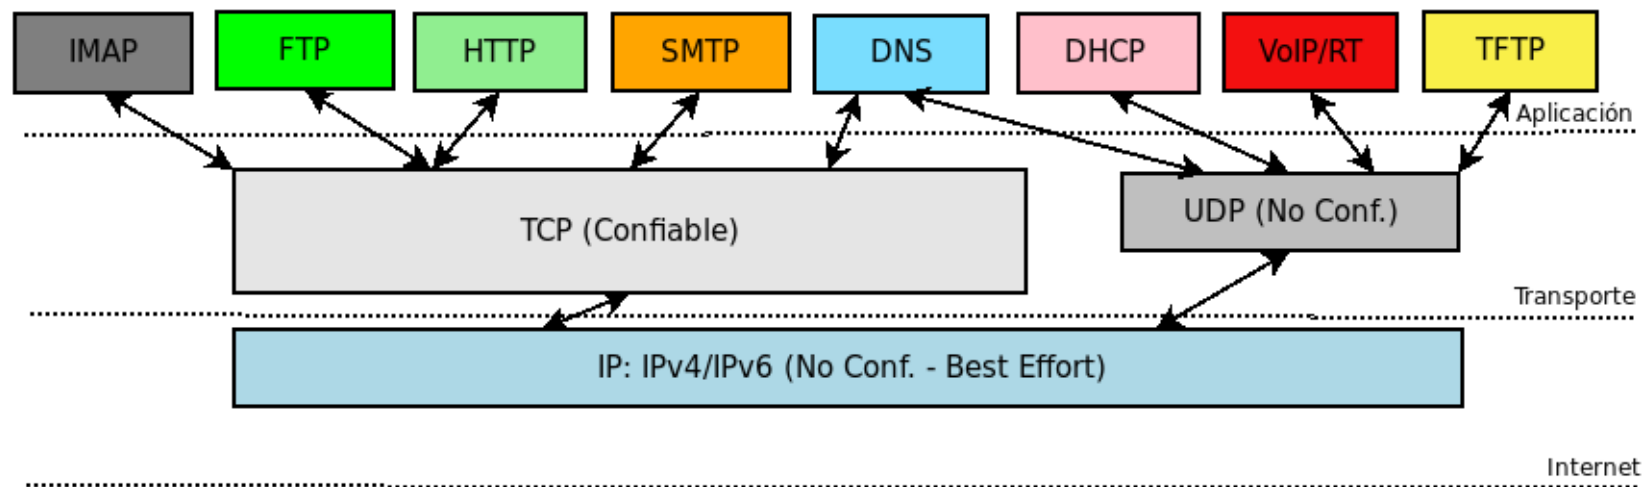 IMAP
FTP
HTTP
SMTP
DNS
DHCP
VoIP/RT
TFTP
Aplicación
TCP (Confiable)
UDP (No Conf.)
Transporte
IP: IPv4/IPv6 (No Conf. - Best Effort)
Internet